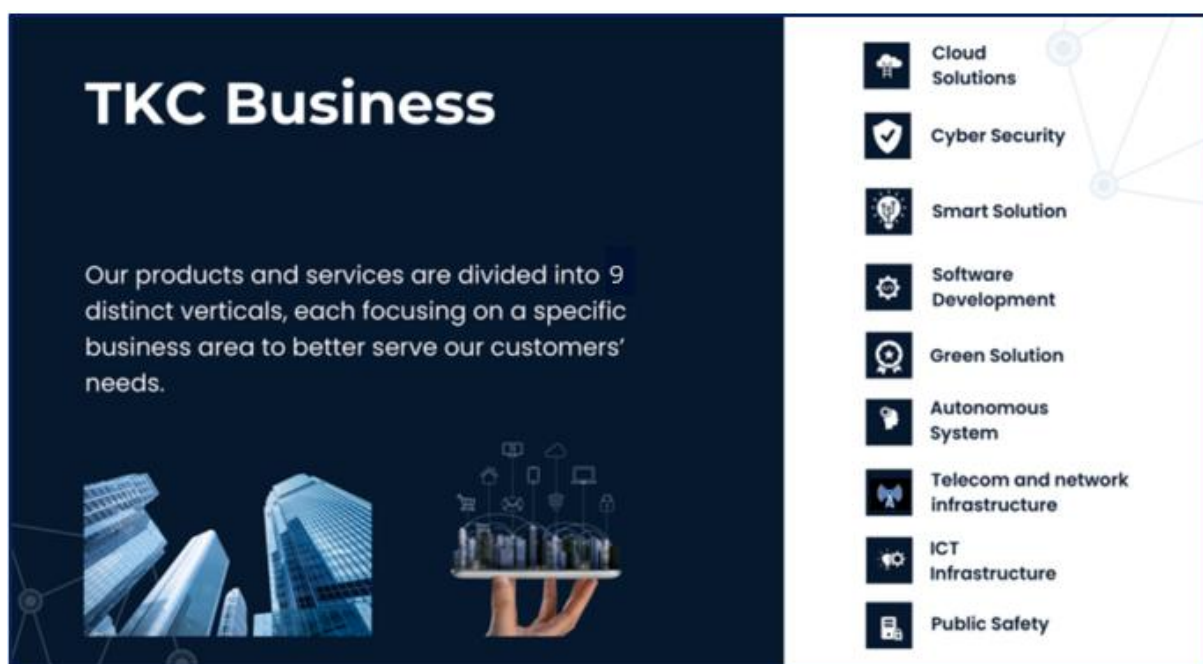 TKC Business
Our products and services are divided into 9
distinct verticals, each focusing on a specific
business area to better serve our customers’
needs.
Cloud
Solutions
Cyber Security
Smart Solution
Software
Development
Green Solution
Autonomous
System
Telecom and network
infrastructure
ICT
Infrastructure
Public Safety